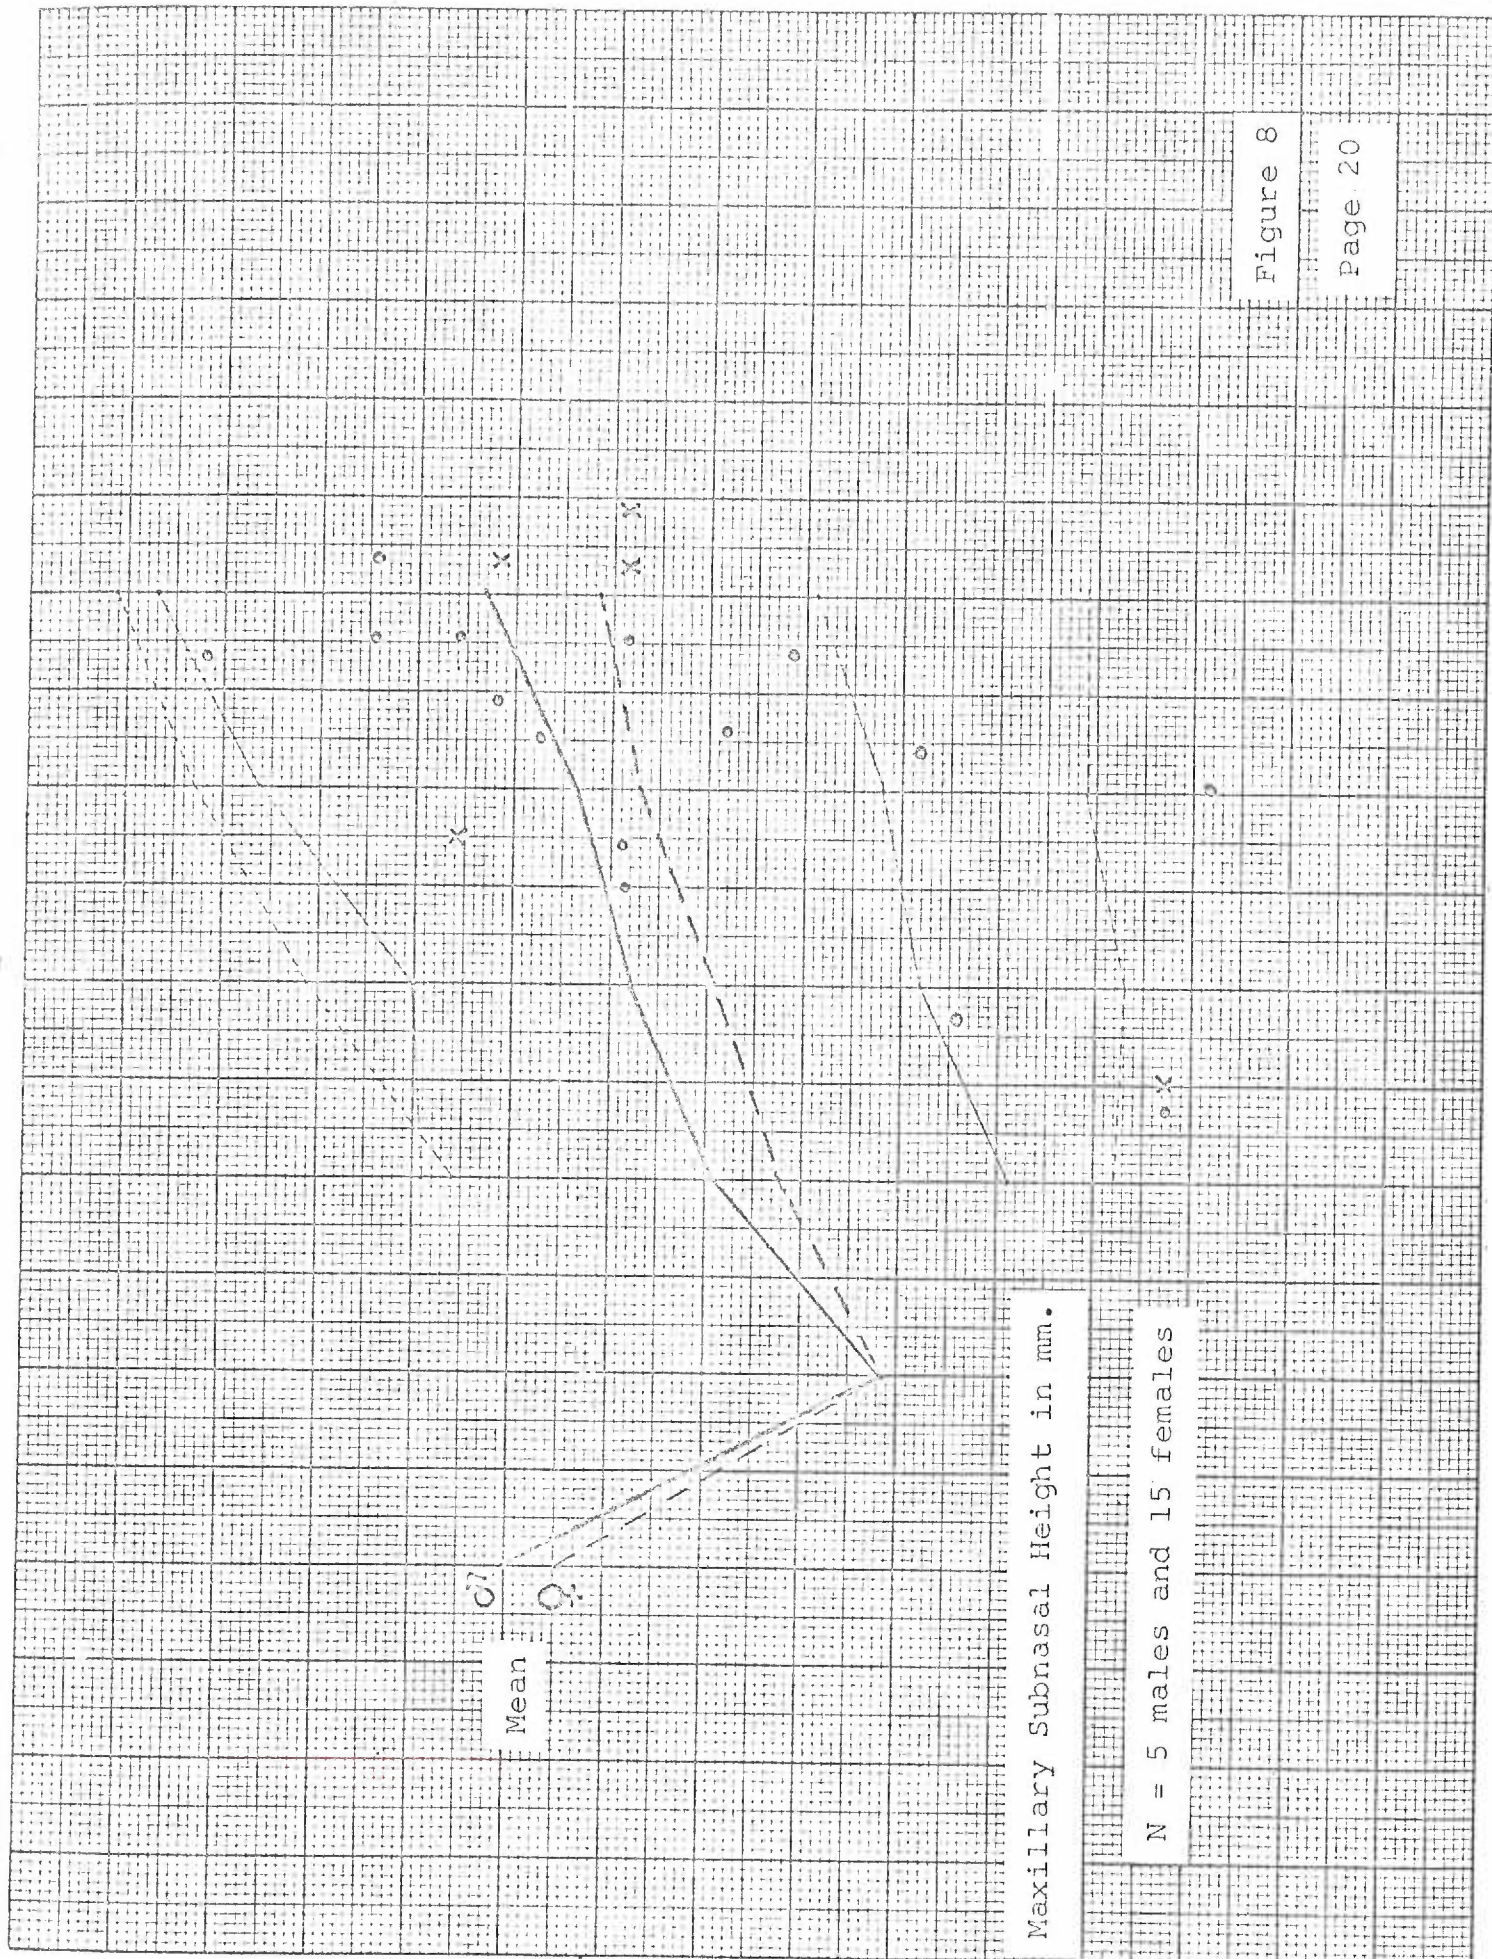 Figure 8
Page 20
♂
♀
Mean
Maxillary Subnasal Height in mm.
N = 5 males and 15 females